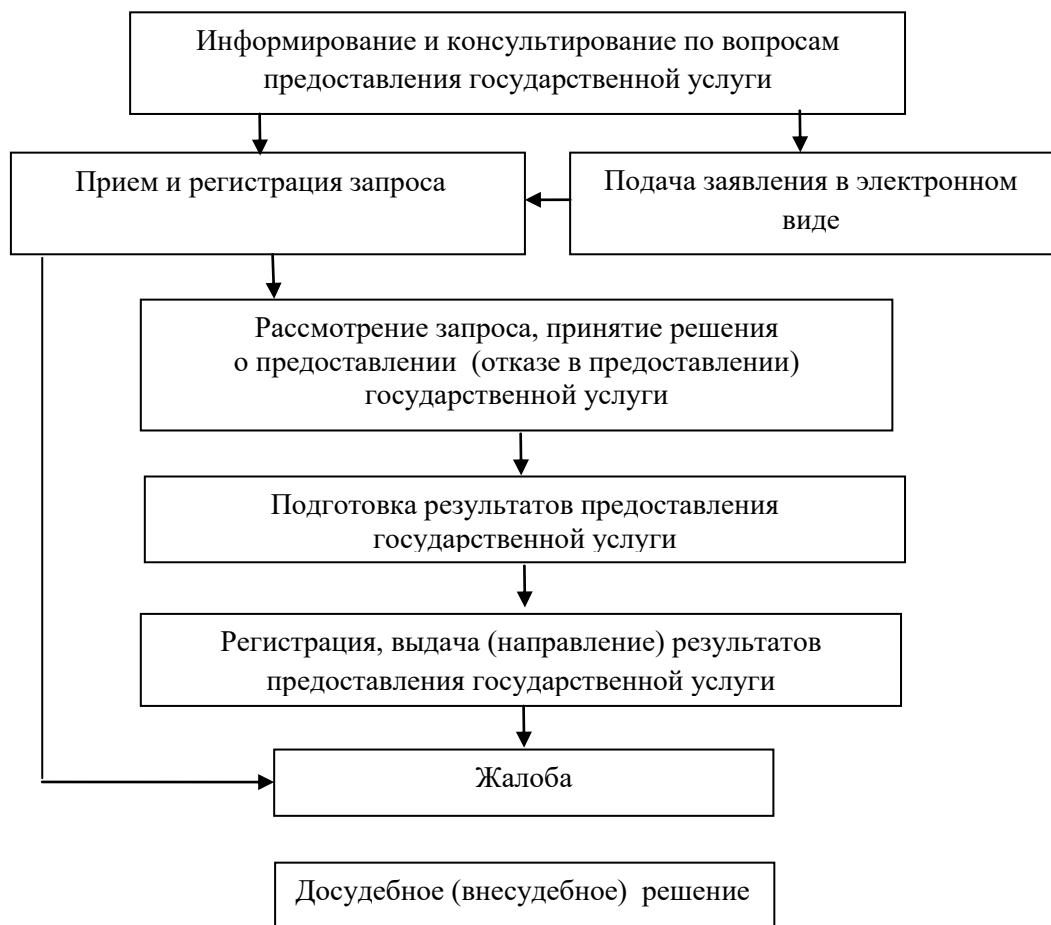 Информирование и консультирование по вопросам
предоставления государственной услуги
Прием и регистрация запроса
Подача заявления в электронном
виде
Рассмотрение запроса, принятие решения
о предоставлении (отказе в предоставлении)
государственной услуги
Подготовка результатов предоставления
государственной услуги
Регистрация, выдача (направление) результатов
предоставления государственной услуги
Жалоба
Досудебное (внесудебное) решение